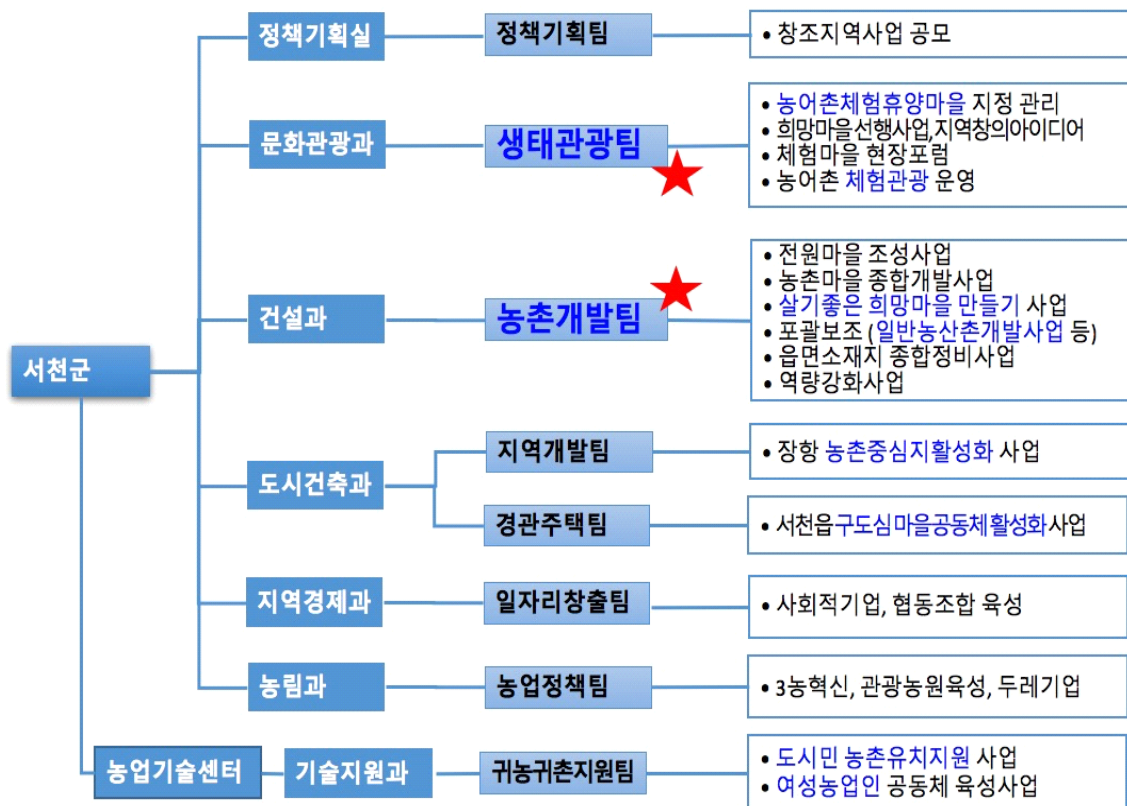 정책기획실
정책기획팀
• 창조지역사업 공모
문화관광과
생태관광팀
• 농어촌체험휴양마을 지정 관리
• 희망마을선행사업,지역창의아이디어
• 체험마을 현장포럼
• 농어촌 체험관광 운영
건설과
농촌개발팀
• 전원마을 조성사업
• 농촌마을 종합개발사업
• 살기좋은 희망마을 만들기 사업
• 포괄보조 (일반농산촌개발사업 등)
• 읍면소재지 종합정비사업
• 역량강화사업
서천군
도시건축과
지역개발팀
• 장항 농촌중심지활성화 사업
경관주택팀
• 서천읍구도심마을공동체활성화사업
지역경제과
일자리창출팀
• 사회적기업, 협동조합 육성
농림과
농업정책팀
• 3농혁신, 관광농원육성, 두레기업
농업기술센터
기술지원과
귀농귀촌지원팀
• 도시민 농촌유치지원 사업
• 여성농업인 공동체 육성사업